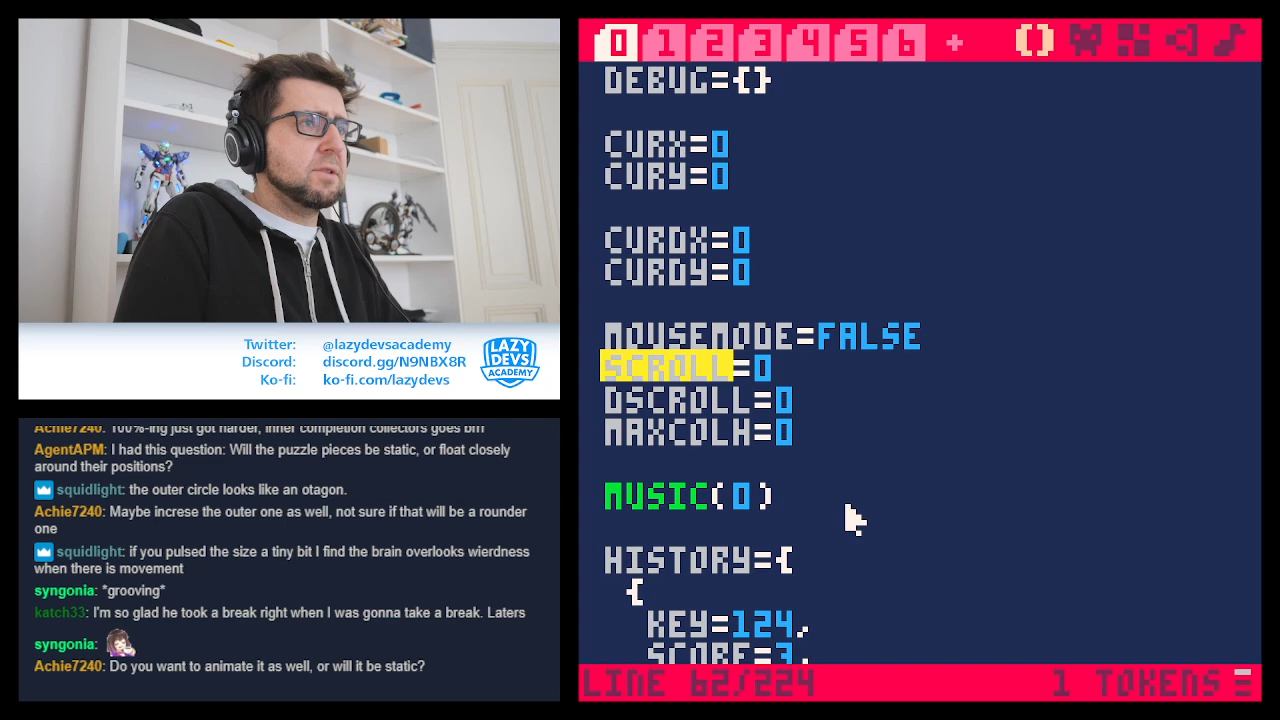 Twitter: @lazydevsacademy
Discord: discord.gg/N9NBX8R
Ko-fi: ko-fi.com/lazydevs
LAZY
DEVS
ACADEMY
Achie7240: 100%-ing just got harder, inner completion collectors goes brrr
AgentAPM: I had this question: Will the puzzle pieces be static, or float closely
around their positions?
squidlight: the outer circle looks like an otagon.
Achie7240: Maybe increse the outer one as well, not sure if that will be a rounder
one
squidlight: if you pulsed the size a tiny bit I find the brain overlooks wierdness
when there is movement
syngonia: *grooving*
katch33: I'm so glad he took a break right when I was gonna take a break. Laters
syngonia:
Achie7240: Do you want to animate it as well, or will it be static?
0 1 2 3 4 5 6 + ()
DEBUG={}
CURX=0
CURY=0
CURDX=0
CURDY=0
MOUSEMODE=FALSE
SCROLL=0
DSCROLL=0
MAXCOLH=0
MUSIC(0)
HISTORY={
{
KEY=124,
SCORE=3,
LINE 62/224 1 TOKENS